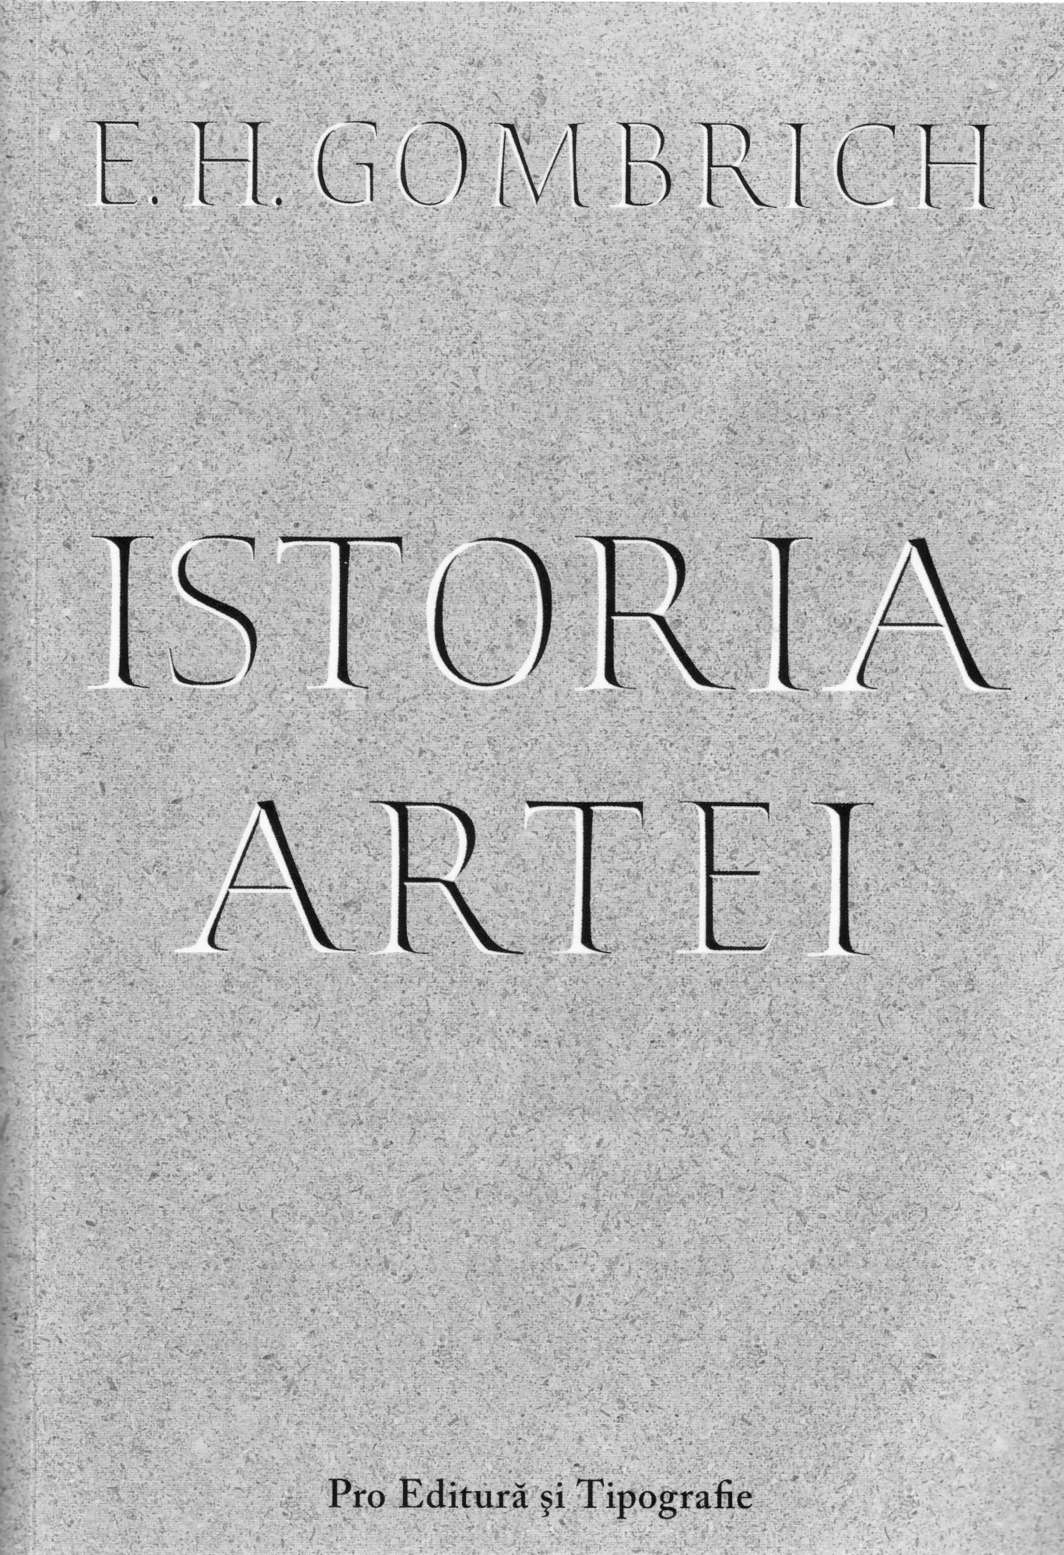 E.H. GOMBRICH
ISTORIA
ARTEI
Pro Editură şi Tipografie